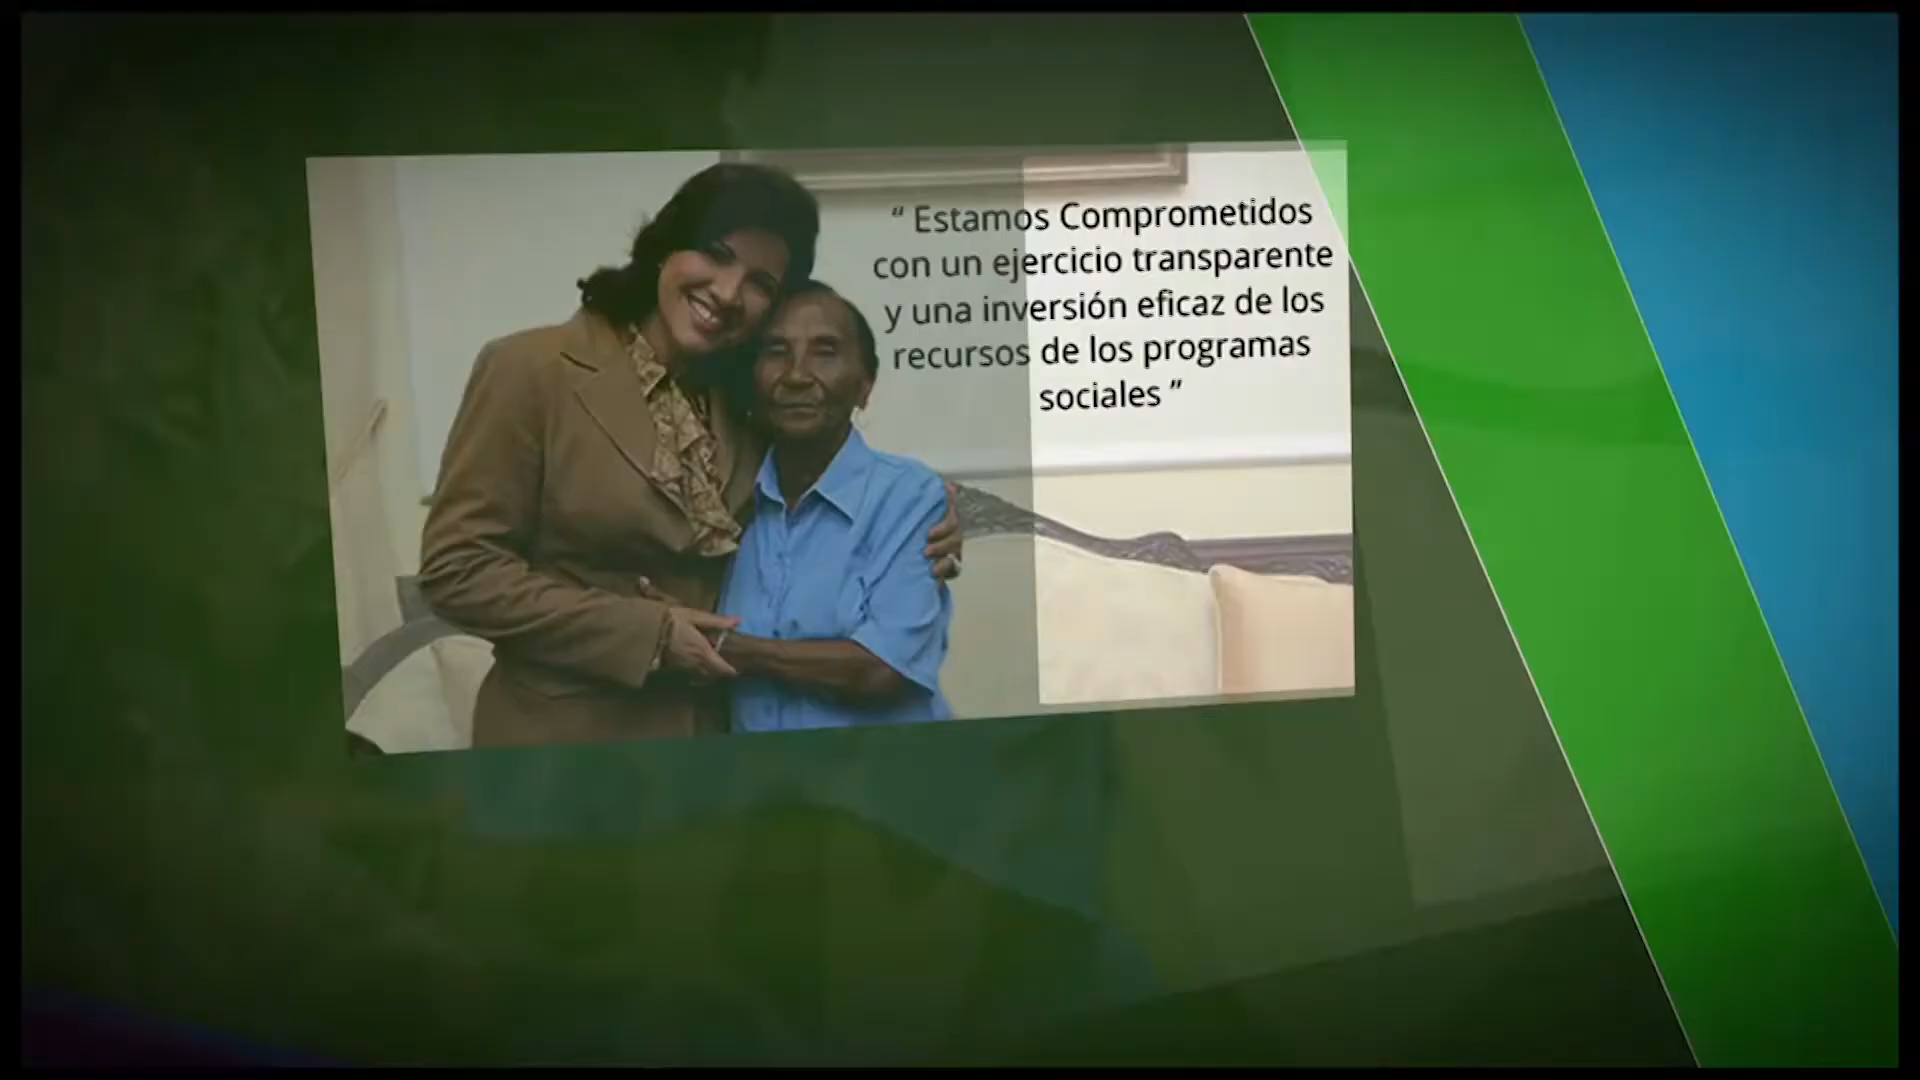 “ Estamos Comprometidos
con un ejercicio transparente
y una inversión eficaz de los
recursos de los programas
sociales ”